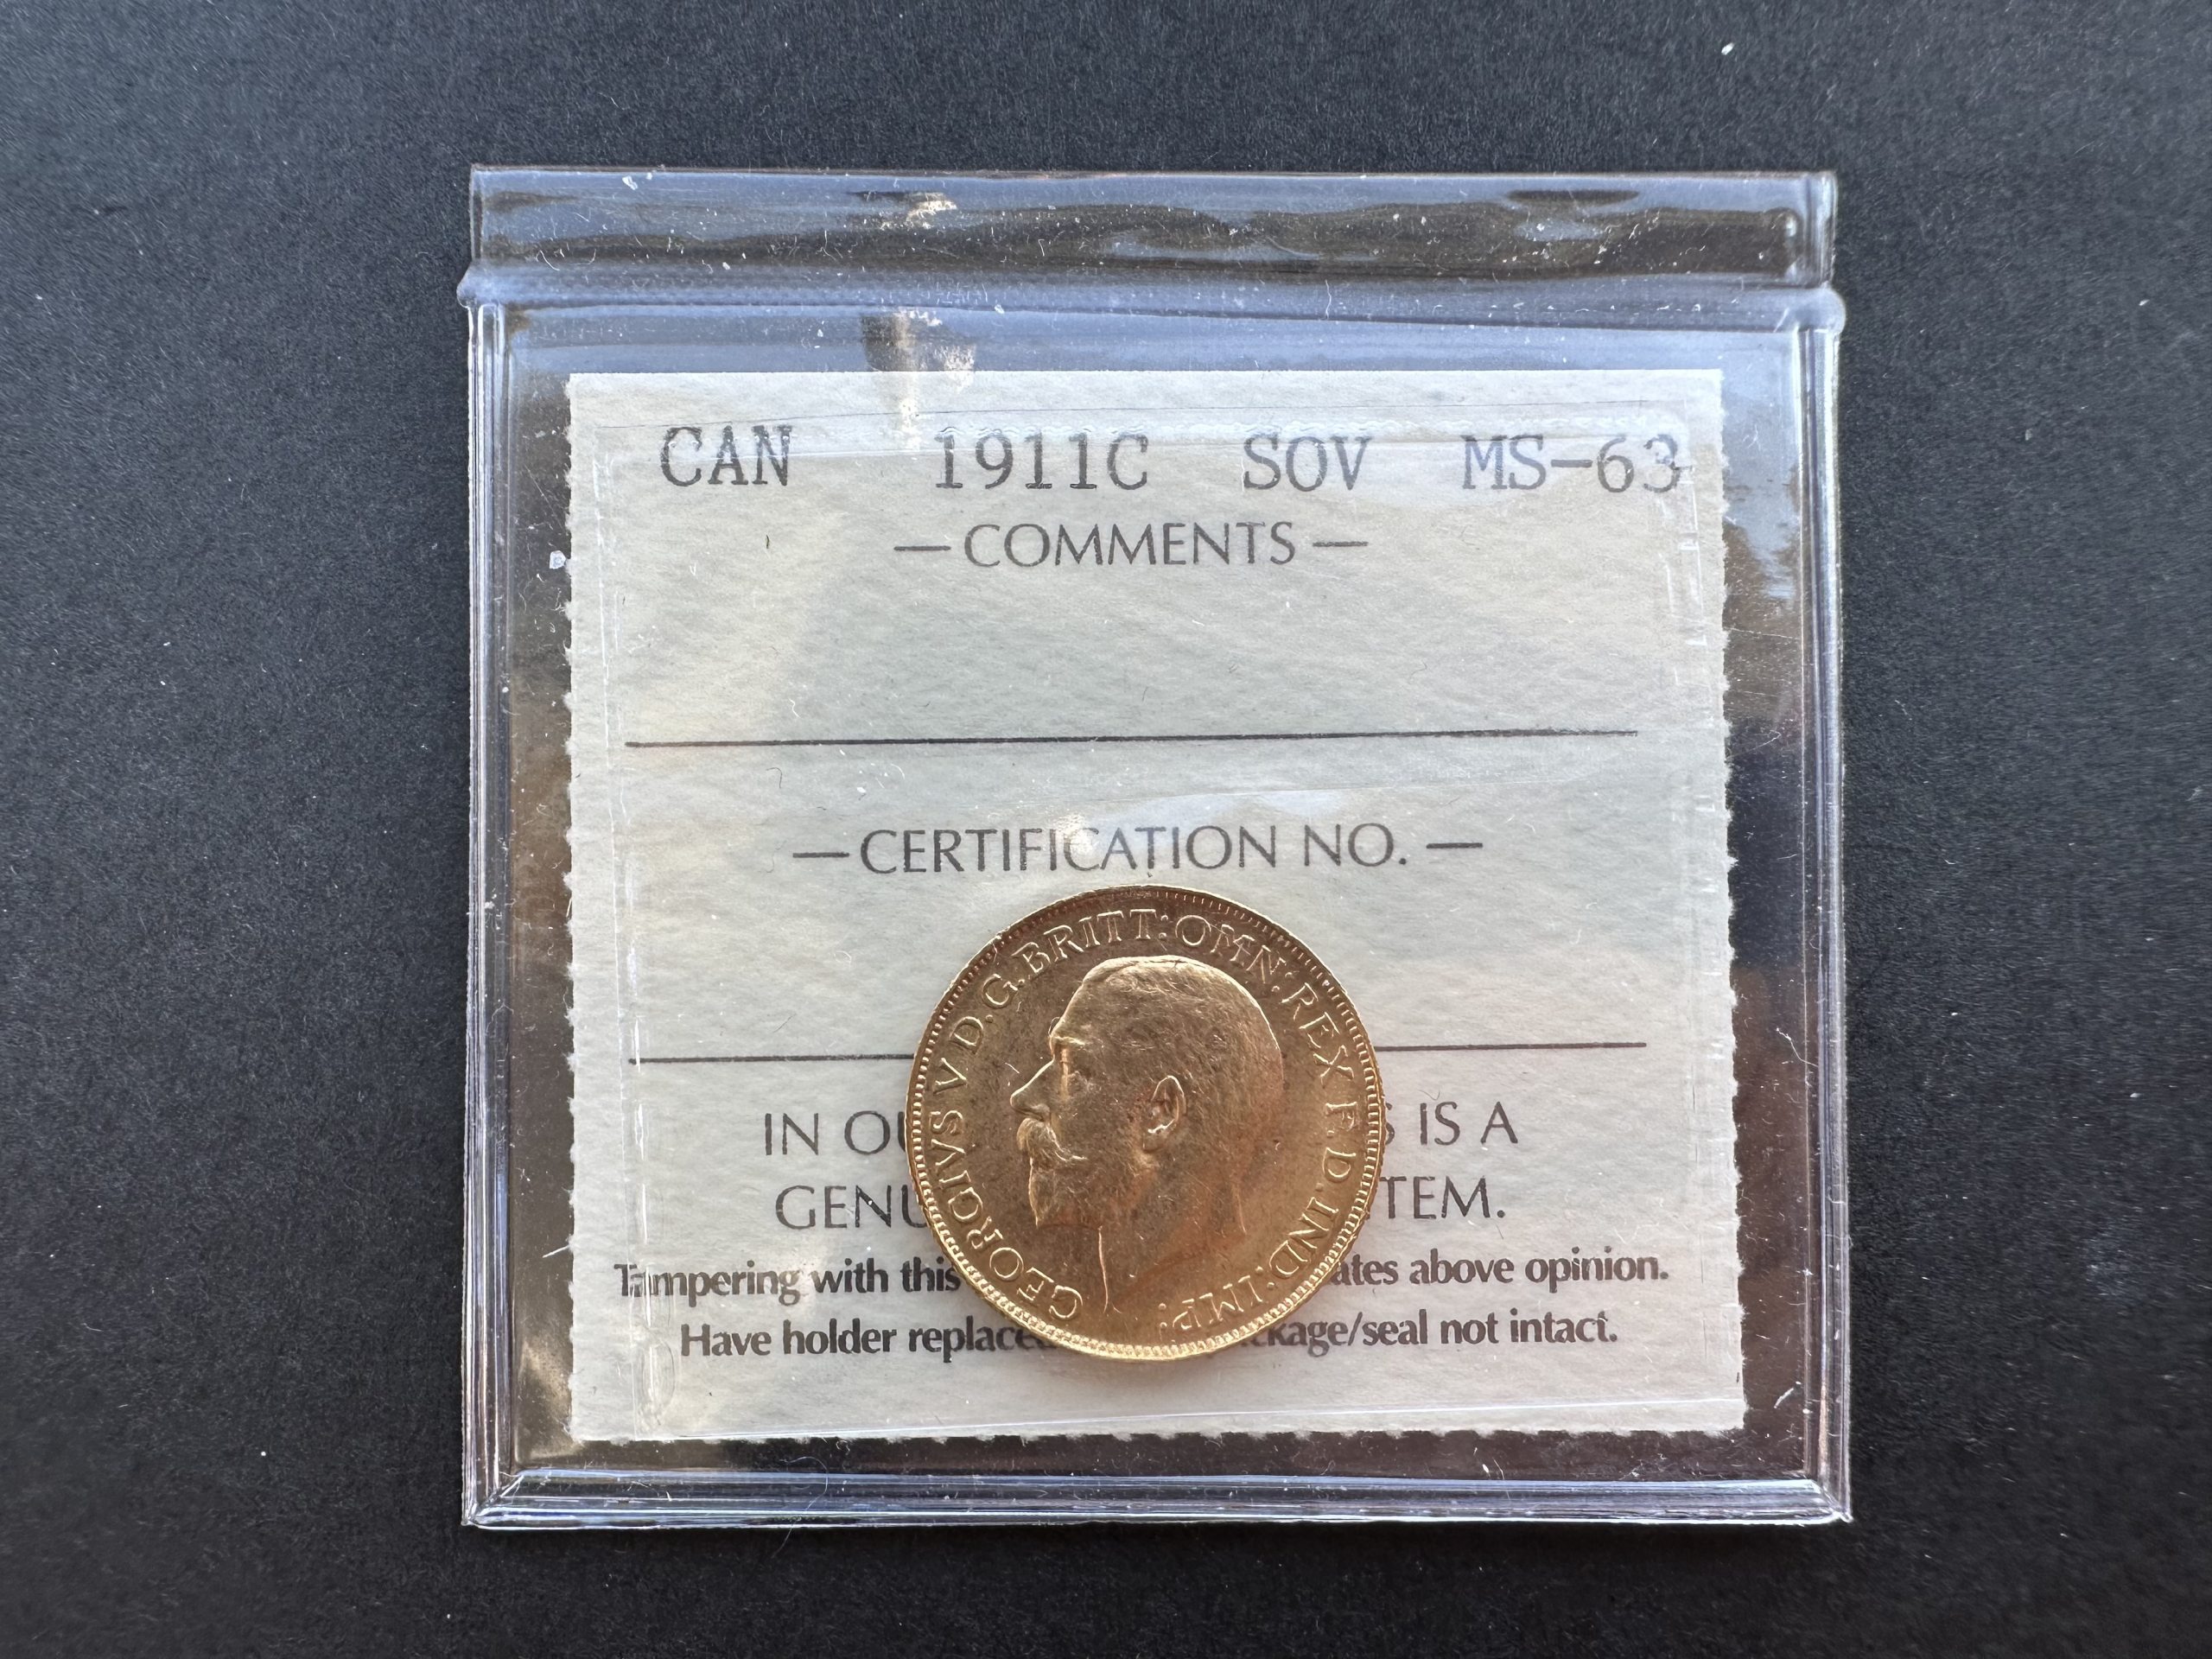 CAN 1911C SOV MS-63
— COMMENTS —
— CERTIFICATION NO. —
GEORGIVS V D.G.BRITT:OMN:REX F.D.IND:IMP:
IN OU S IS A
GENU TEM.
Tampering with this ates above opinion.
Have holder replace ckage/seal not intact.